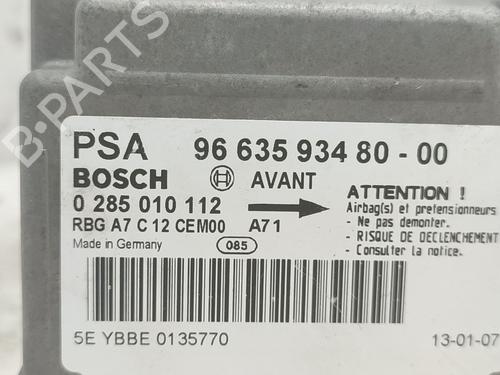 PSA 96 635 934 80 - 00
BOSCH AVANT
0 285 010 112
RBG A7 C 12 CEM00 A71
Made in Germany 085
ATTENTION !
Airbag(s) et pretensionneurs
- Ne pas demonter.
- RISQUE DE DECLENCHEMENT
- Consulter la notice.
5E YBBE 0135770 13-01-07
B-PARTS